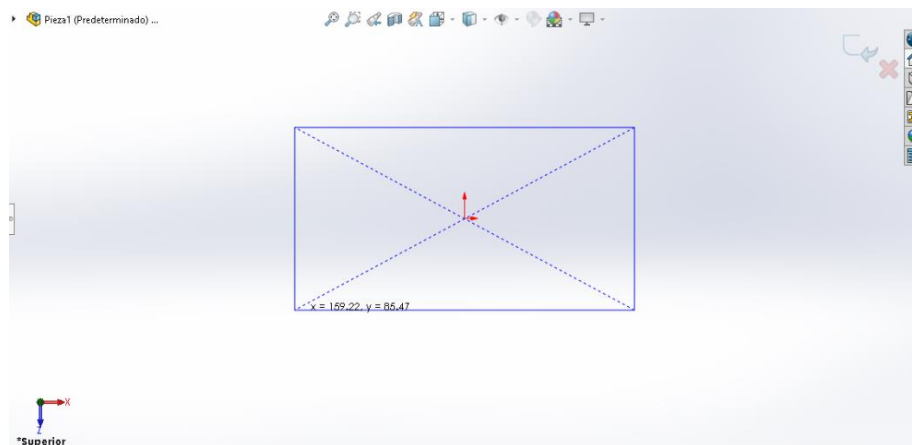 Pieza1 (Predeterminado) ...
x = 159.22, y = 85.47
X
Z
*Superior